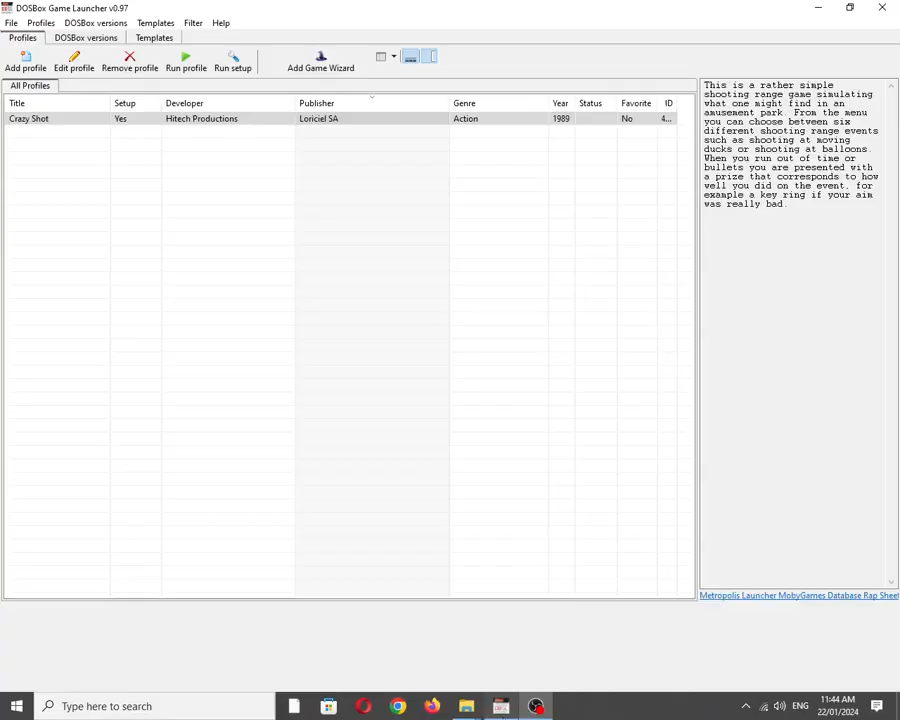 DOSBox Game Launcher v0.97
File Profiles DOSBox versions Templates Filter Help
Profiles DOSBox versions Templates
Add profile Edit profile Remove profile Run profile Run setup Add Game Wizard
All Profiles
Title Setup Developer Publisher Genre Year Status Favorite ID
Crazy Shot Yes Hitech Productions Loriciel SA Action 1989 No 4...
This is a rather simple
shooting range game simulating
what one might find in an
amusement park. From the menu
you can choose between six
different shooting range events
such as shooting at moving
ducks or shooting at balloons.
When you run out of time or
bullets you are presented with
a prize that corresponds to how
well you did on the event, for
example a key ring if your aim
was really bad.
Metropolis Launcher MobyGames Database Rap Sheet
Type here to search
ENG
11:44 AM
22/01/2024